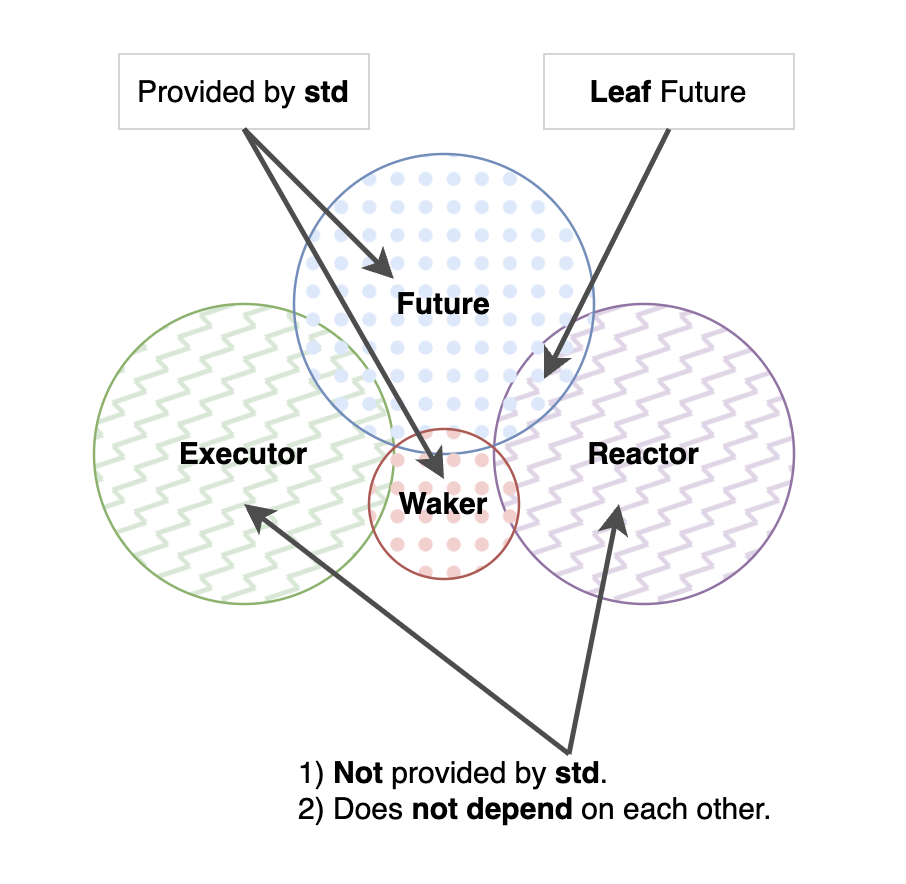 Provided by std
Leaf Future
Future
Executor
Reactor
Waker
1) Not provided by std.
2) Does not depend on each other.